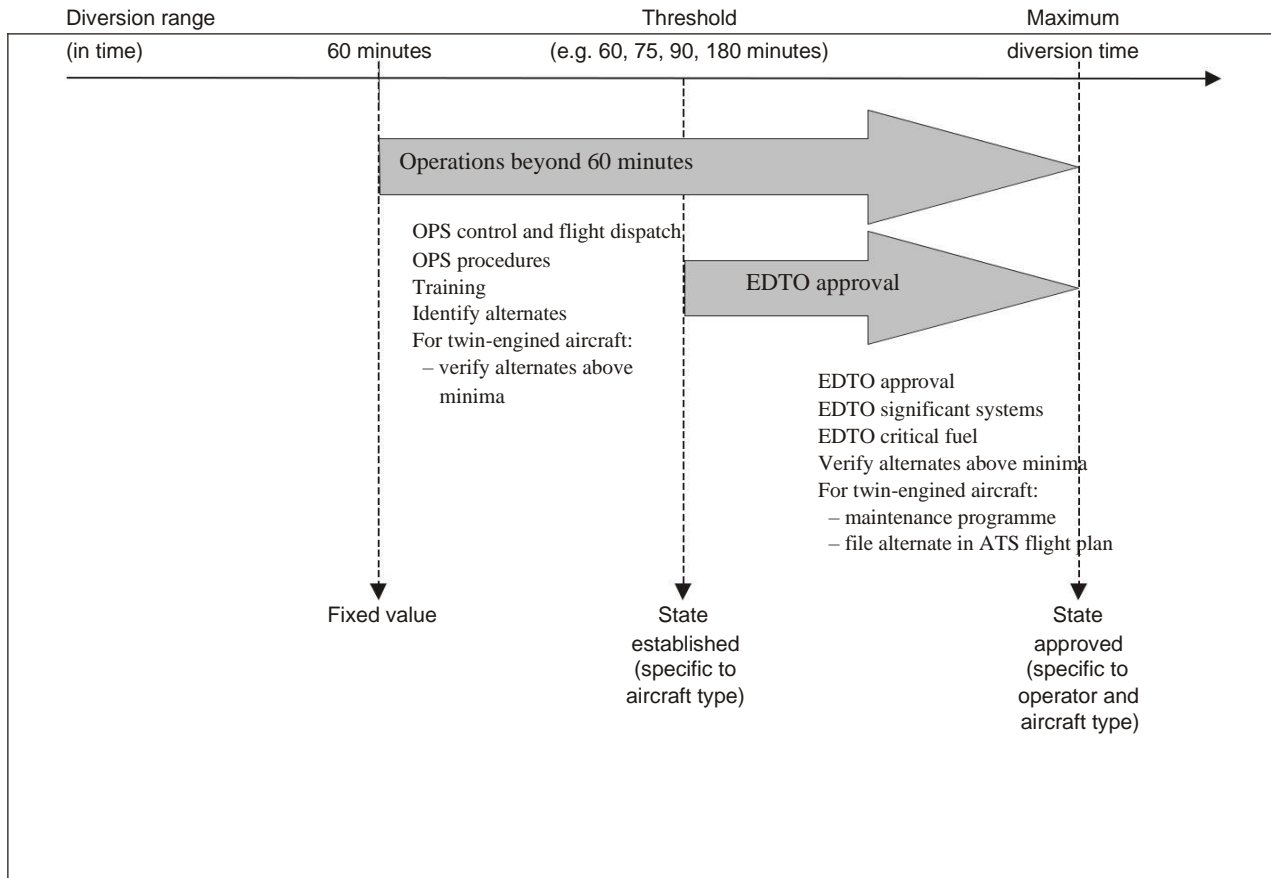 Diversion range
Threshold
Maximum
(in time)
60 minutes
(e.g. 60, 75, 90, 180 minutes)
diversion time
Operations beyond 60 minutes
OPS control and flight dispatch
OPS procedures
Training
Identify alternates
For twin-engined aircraft:
– verify alternates above
minima
EDTO approval
EDTO approval
EDTO significant systems
EDTO critical fuel
Verify alternates above minima
For twin-engined aircraft:
– maintenance programme
– file alternate in ATS flight plan
Fixed value
State
established
(specific to
aircraft type)
State
approved
(specific to
operator and
aircraft type)